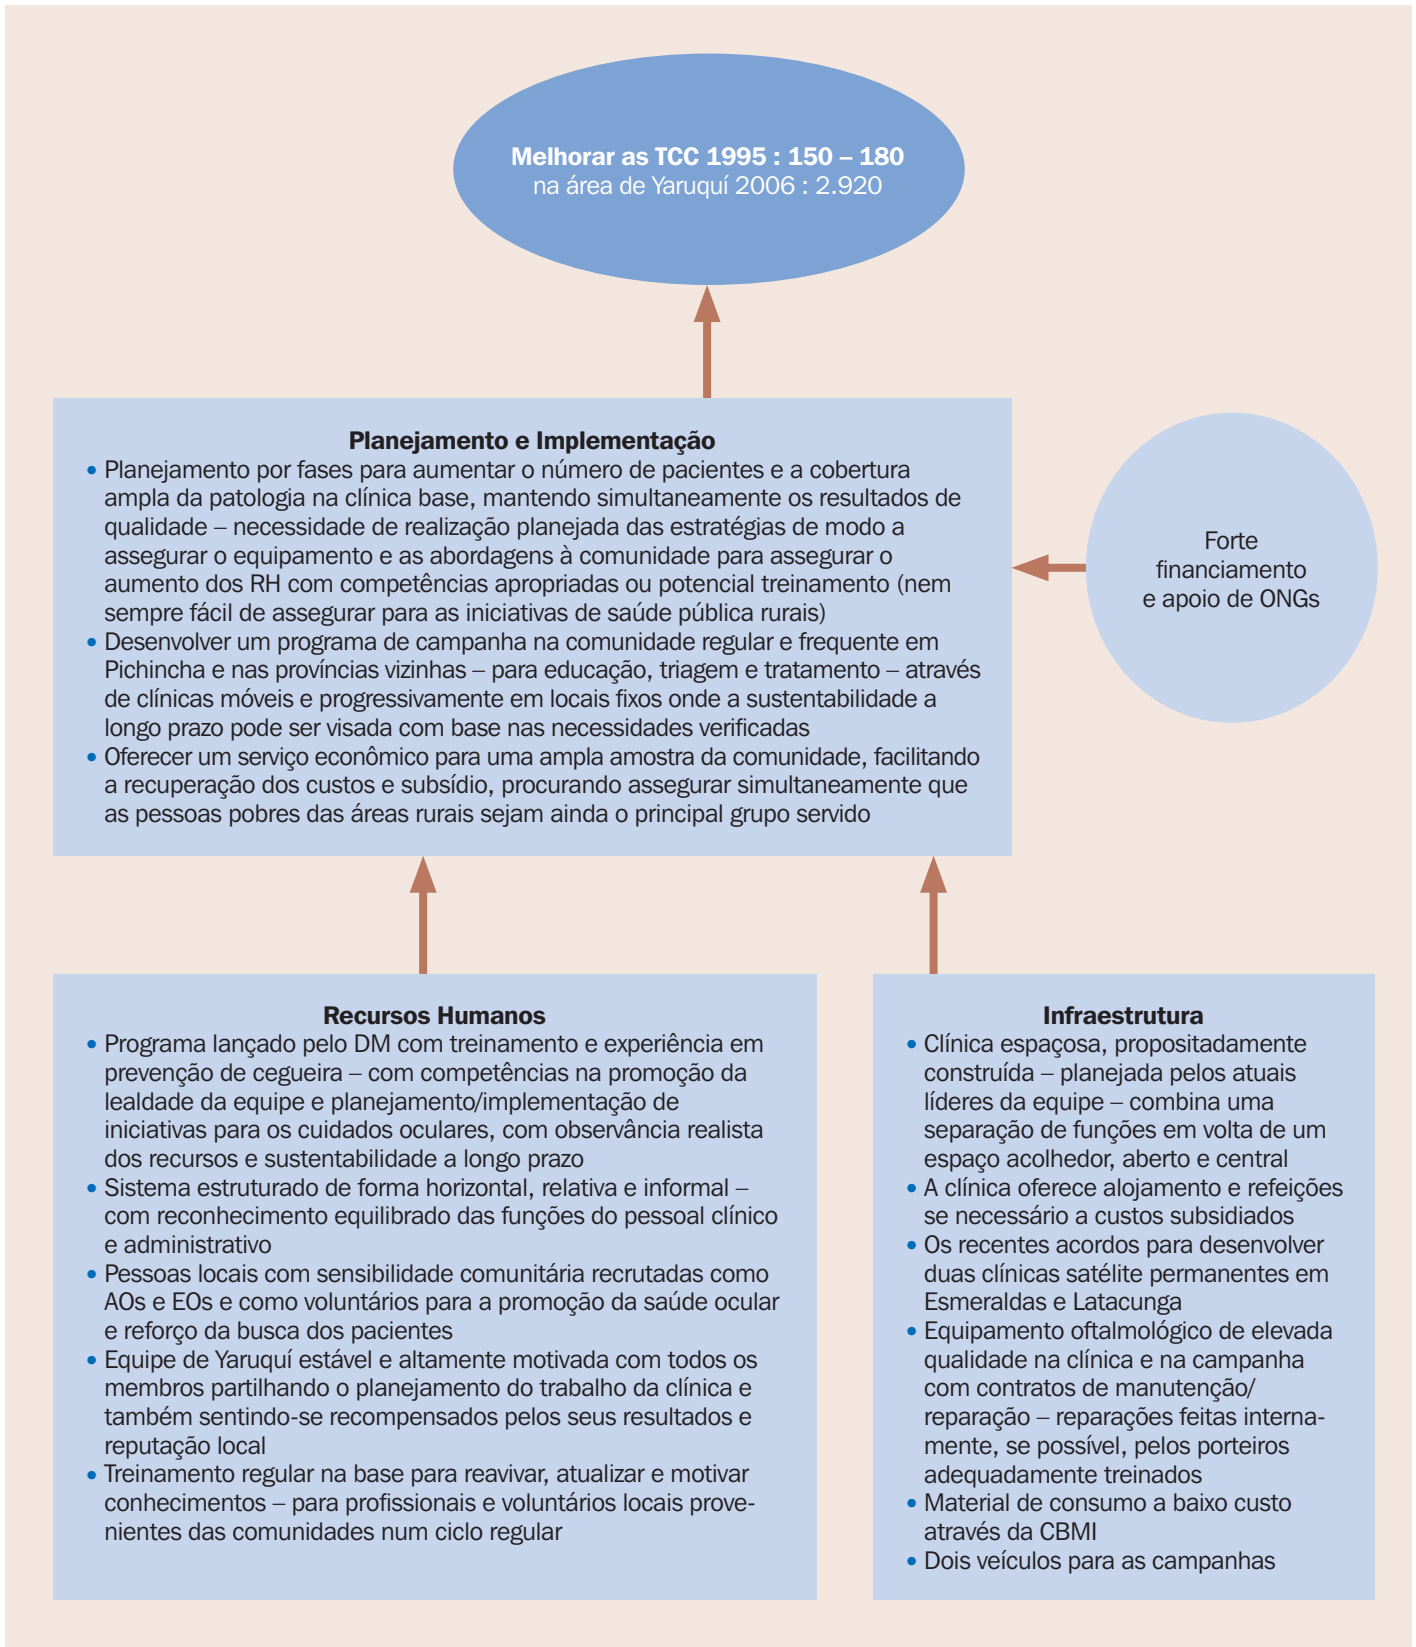 Melhorar as TCC 1995 : 150 – 180
na área de Yaruquí 2006 : 2.920
Planejamento e Implementação
• Planejamento por fases para aumentar o número de pacientes e a cobertura
ampla da patologia na clínica base, mantendo simultaneamente os resultados de
qualidade – necessidade de realização planejada das estratégias de modo a
assegurar o equipamento e as abordagens à comunidade para assegurar o
aumento dos RH com competências apropriadas ou potencial treinamento (nem
sempre fácil de assegurar para as iniciativas de saúde pública rurais)
• Desenvolver um programa de campanha na comunidade regular e frequente em
Pichincha e nas províncias vizinhas – para educação, triagem e tratamento – através
de clínicas móveis e progressivamente em locais fixos onde a sustentabilidade a
longo prazo pode ser visada com base nas necessidades verificadas
• Oferecer um serviço econômico para uma ampla amostra da comunidade, facilitando
a recuperação dos custos e subsídio, procurando assegurar simultaneamente que
as pessoas pobres das áreas rurais sejam ainda o principal grupo servido
Forte
financiamento
e apoio de ONGs
Recursos Humanos
• Programa lançado pelo DM com treinamento e experiência em
prevenção de cegueira – com competências na promoção da
lealdade da equipe e planejamento/implementação de
iniciativas para os cuidados oculares, com observância realista
dos recursos e sustentabilidade a longo prazo
• Sistema estruturado de forma horizontal, relativa e informal –
com reconhecimento equilibrado das funções do pessoal clínico
e administrativo
• Pessoas locais com sensibilidade comunitária recrutadas como
AOs e EOs e como voluntários para a promoção da saúde ocular
e reforço da busca dos pacientes
• Equipe de Yaruquí estável e altamente motivada com todos os
membros partilhando o planejamento do trabalho da clínica e
também sentindo-se recompensados pelos seus resultados e
reputação local
• Treinamento regular na base para reavivar, atualizar e motivar
conhecimentos – para profissionais e voluntários locais prove-
nientes das comunidades num ciclo regular
Infraestrutura
• Clínica espaçosa, propositadamente
construída – planejada pelos atuais
líderes da equipe – combina uma
separação de funções em volta de um
espaço acolhedor, aberto e central
• A clínica oferece alojamento e refeições
se necessário a custos subsidiados
• Os recentes acordos para desenvolver
duas clínicas satélite permanentes em
Esmeraldas e Latacunga
• Equipamento oftalmológico de elevada
qualidade na clínica e na campanha
com contratos de manutenção/
reparação – reparações feitas interna-
mente, se possível, pelos porteiros
adequadamente treinados
• Material de consumo a baixo custo
através da CBMI
• Dois veículos para as campanhas